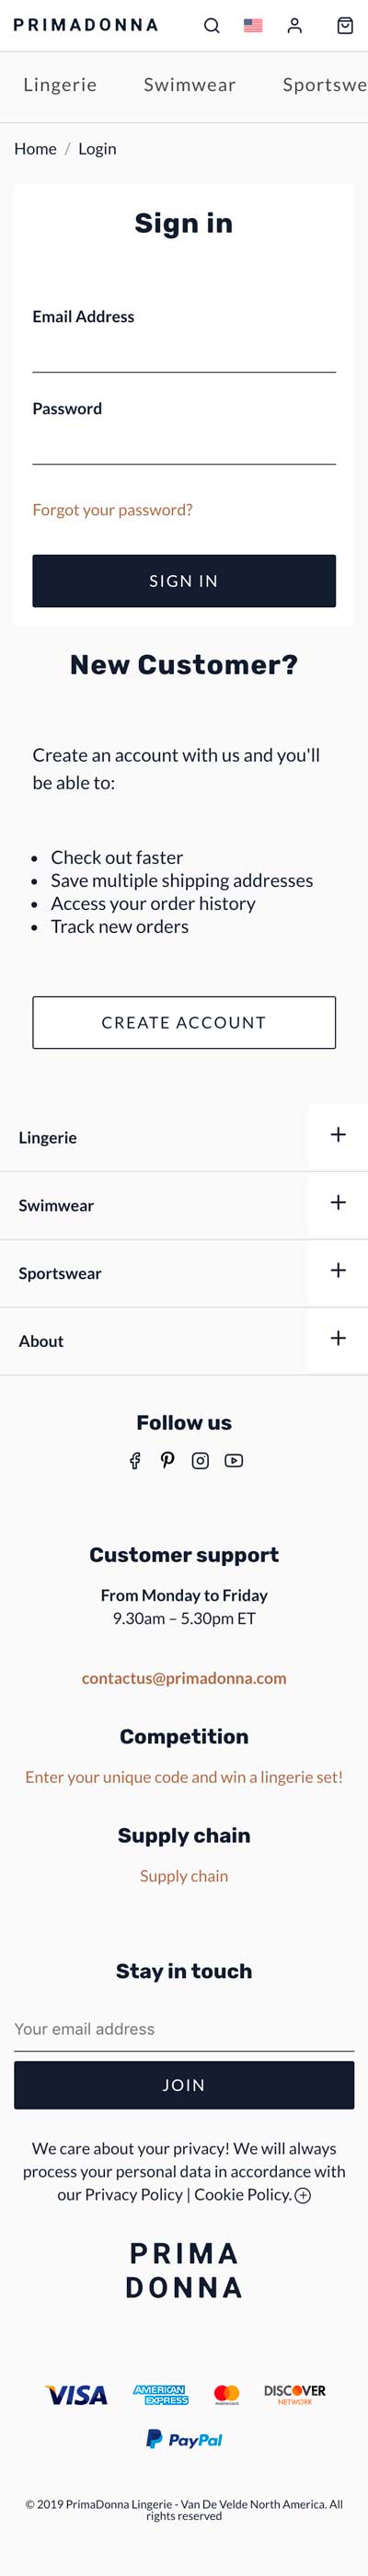 PRIMADONNA
Lingerie Swimwear Sportswe
Home / Login
Sign in
Email Address
Password
Forgot your password?
SIGN IN
New Customer?
Create an account with us and you'll
be able to:
• Check out faster
• Save multiple shipping addresses
• Access your order history
• Track new orders
CREATE ACCOUNT
Lingerie
Swimwear
Sportswear
About
Follow us
Customer support
From Monday to Friday
9.30am – 5.30pm ET
contactus@primadonna.com
Competition
Enter your unique code and win a lingerie set!
Supply chain
Supply chain
Stay in touch
Your email address
JOIN
We care about your privacy! We will always
process your personal data in accordance with
our Privacy Policy | Cookie Policy.
PRIMA
DONNA
VISA AMERICAN EXPRESS mastercard DISCOVER NETWORK
PayPal
© 2019 PrimaDonna Lingerie - Van De Velde North America. All
rights reserved